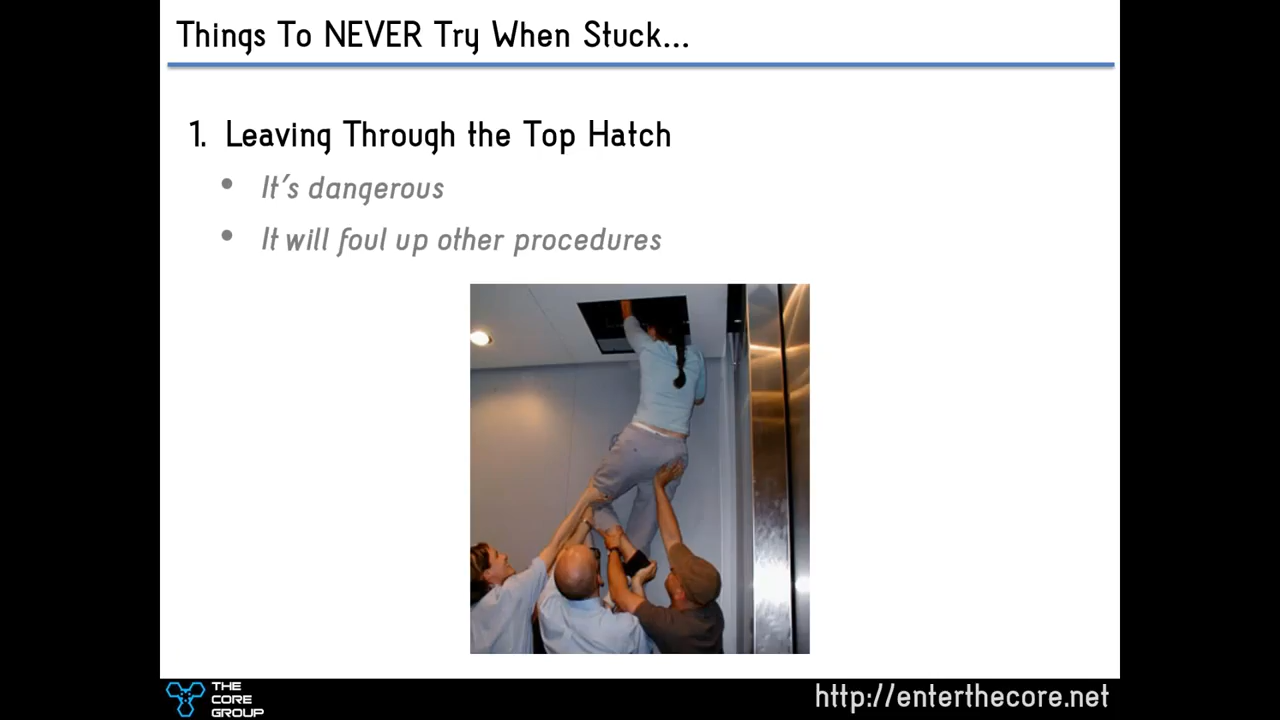 Things To NEVER Try When Stuck...
1. Leaving Through the Top Hatch
• It's dangerous
• It will foul up other procedures
THE
CORE
GROUP
http://enterthecore.net